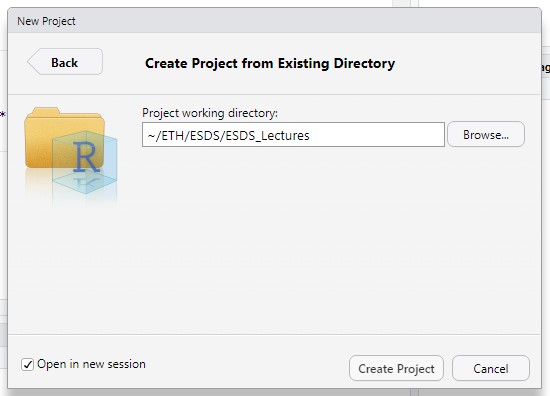 New Project
Back
Create Project from Existing Directory
Project working directory:
~/ETH/ESDS/ESDS_Lectures
Browse...
R
Open in new session
Create Project
Cancel